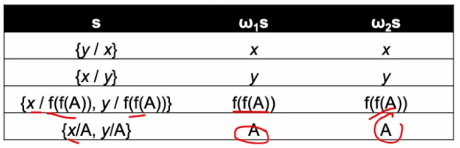 s ω₁s ω₂s
{y / x} x x
{x / y} y y
{x / f(f(A)), y / f(f(A))} f(f(A)) f(f(A))
{x/A, y/A} A A